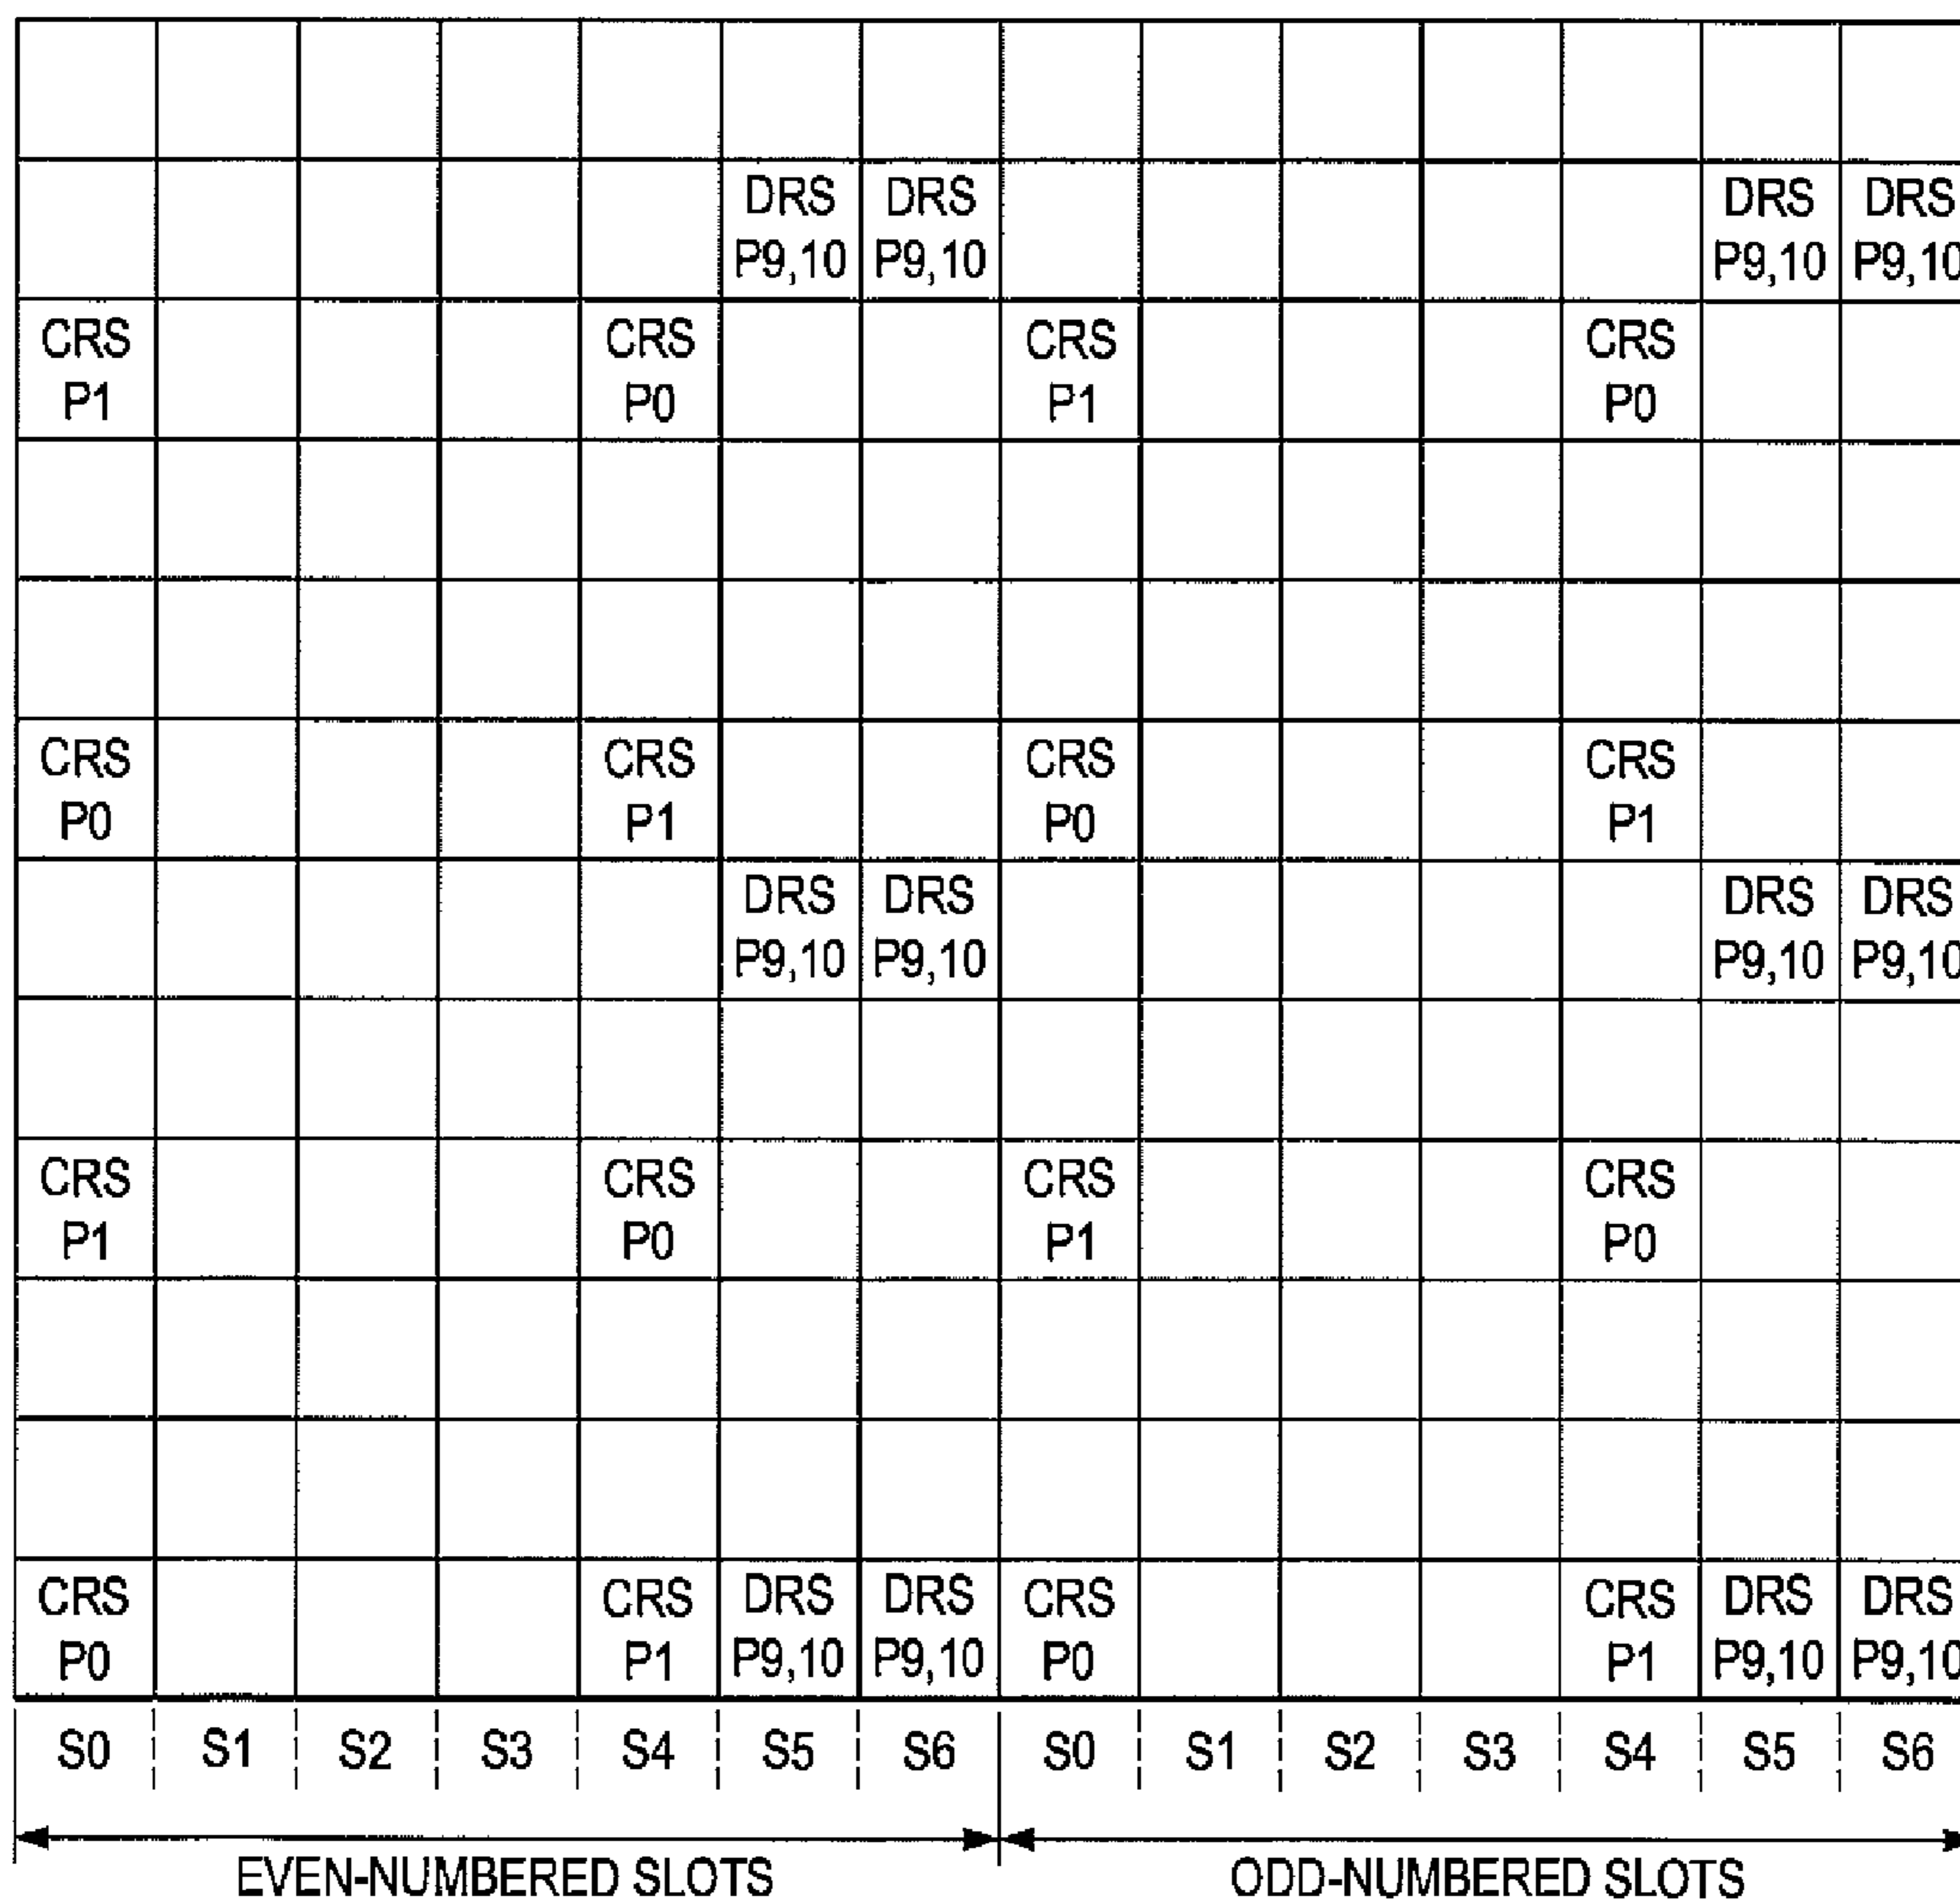 DRS DRS DRS DRS
P9,10 P9,10 P9,10 P9,10
CRS CRS CRS CRS
P1 P0 P1 P0
CRS CRS CRS CRS
P0 P1 P0 P1
DRS DRS DRS DRS
P9,10 P9,10 P9,10 P9,10
CRS CRS CRS CRS
P1 P0 P1 P0
CRS CRS DRS DRS CRS CRS DRS DRS
P0 P1 P9,10 P9,10 P0 P1 P9,10 P9,10
S0 S1 S2 S3 S4 S5 S6 S0 S1 S2 S3 S4 S5 S6
EVEN-NUMBERED SLOTS ODD-NUMBERED SLOTS